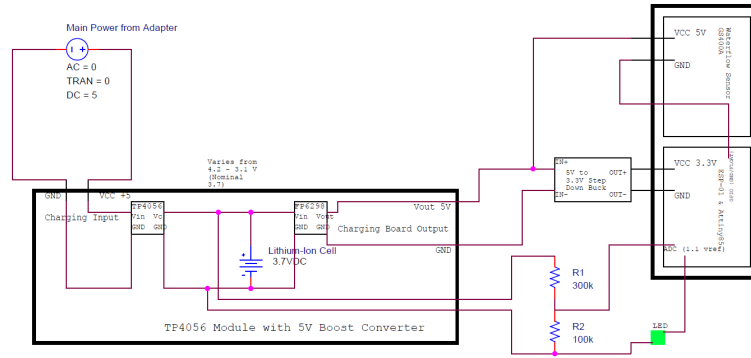 Main Power from Adapter
AC = 0
TRAN = 0
DC = 5
VCC 5V
GND
Waterflow Sensor
GS400A
Varies from
4.2 - 3.1 V
(Nominal
3.7)
IN+
IN-
5V to
3.3V Step
Down Buck
OUT+
OUT-
VCC 3.3V
GND
ESP-01 & Attiny85s
ADC (1.1 vref)
GND
VCC +5
Charging Input
TP4056
Vin
GND
GND
FP6298
Vin
Vout
GND
GND
Vout 5V
Charging Board Output
GND
Lithium-Ion Cell
3.7VDC
R1
300k
R2
100k
LED
TP4056 Module with 5V Boost Converter